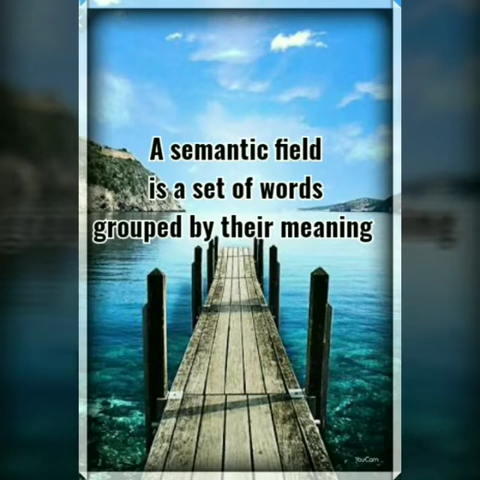 A semantic field
is a set of words
grouped by their meaning
YouCam